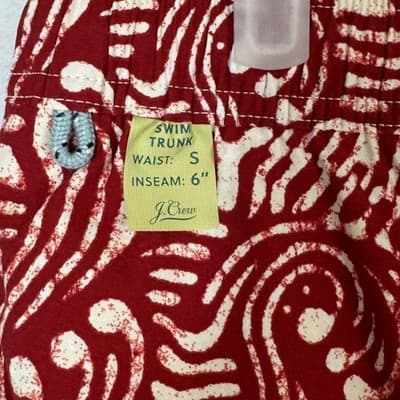 SWIM
TRUNK
WAIST: S
INSEAM: 6"
J.Crew